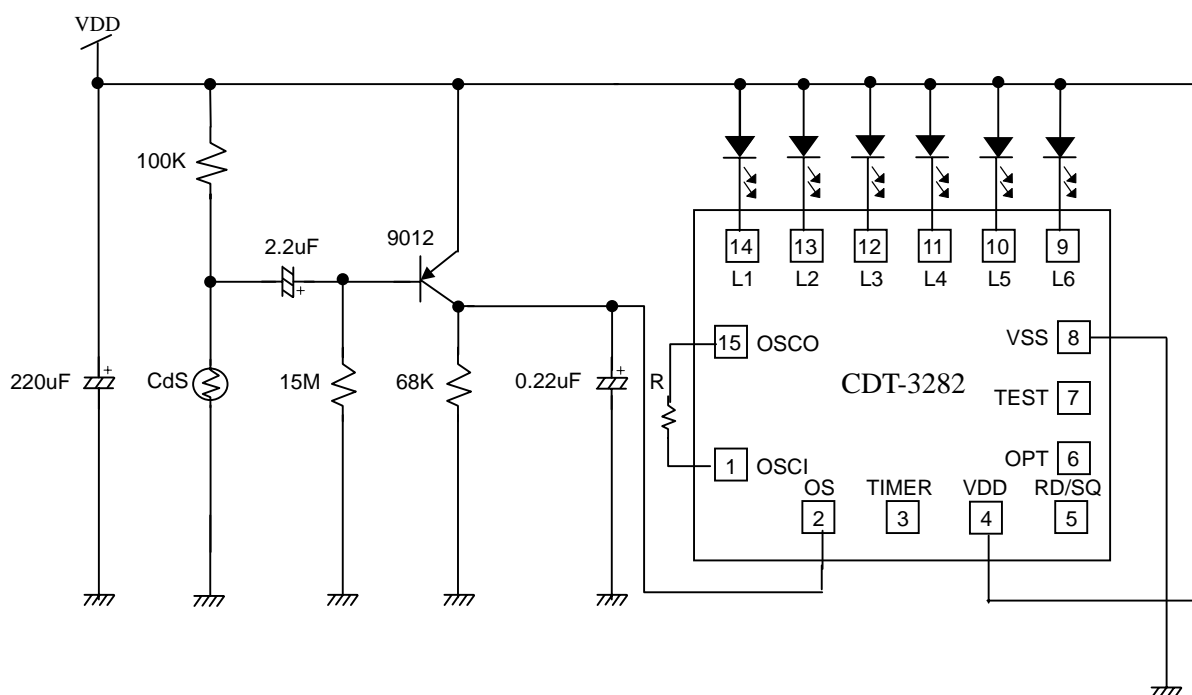 VDD
100K
2.2uF
+
9012
14
13
12
11
10
9
L1
L2
L3
L4
L5
L6
15
OSCO
VSS
8
220uF
+
CdS
15M
68K
0.22uF
+
R
CDT-3282
TEST
7
1
OSCI
OPT
6
OS
TIMER
VDD
RD/SQ
2
3
4
5